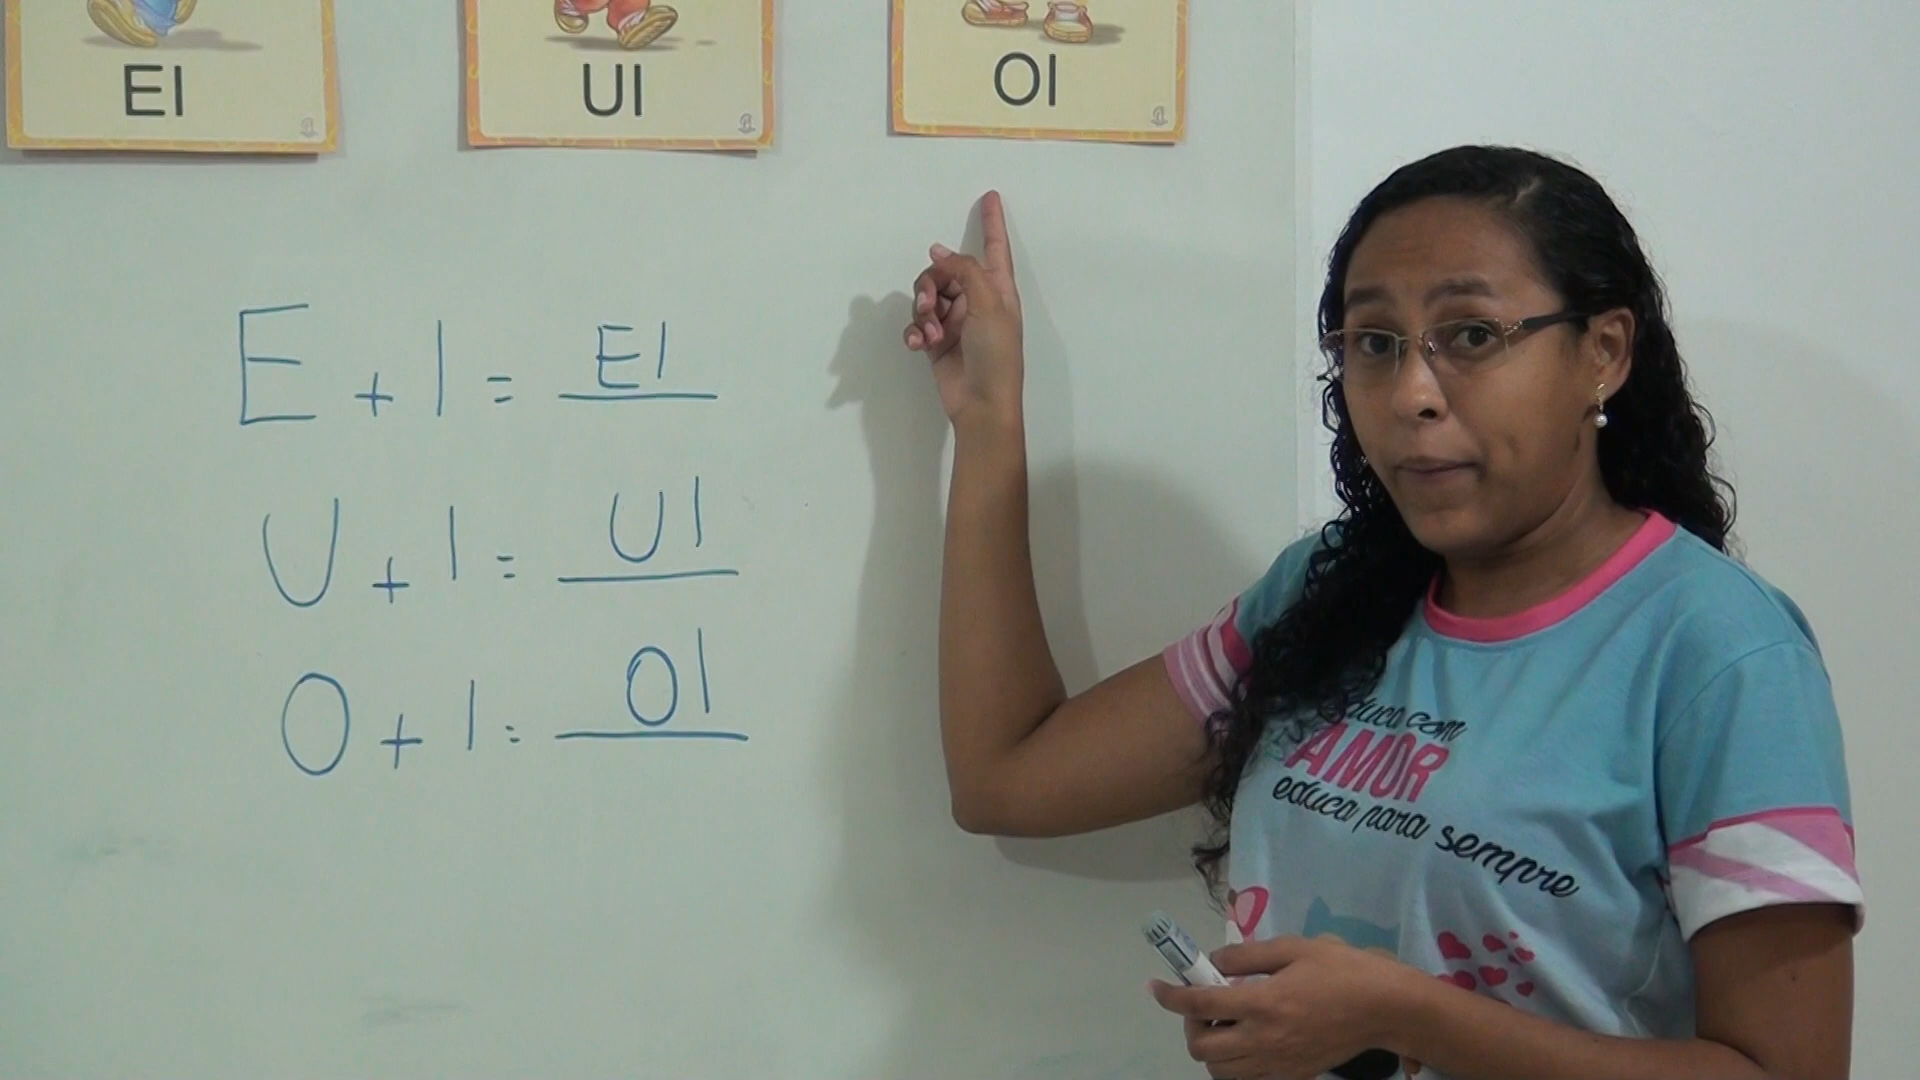 EI
UI
OI
E + I = EI
U + I = UI
O + I = OI
educa com
AMOR
educa para sempre